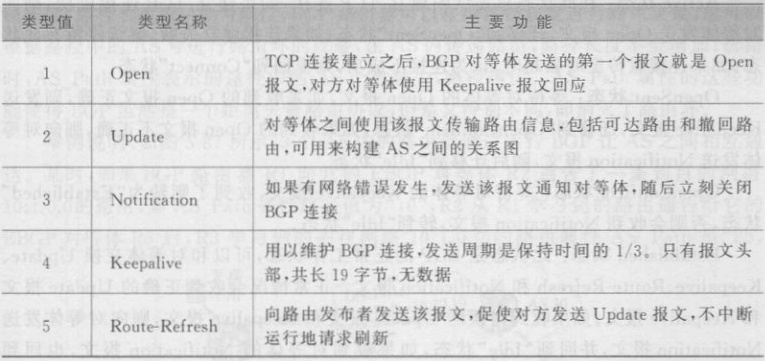 类型值 类型名称 主要功能
1 Open TCP 连接建立之后,BGP 对等体发送的第一个报文就是 Open
报文,对方对等体使用 Keepalive 报文回应
2 Update 对等体之间使用该报文传输路由信息,包括可达路由和撤回路
由,可用来构建 AS 之间的关系图
3 Notification 如果有网络错误发生,发送该报文通知对等体,随后立刻关闭
BGP 连接
4 Keepalive 用以维护 BGP 连接,发送周期是保持时间的 1/3。只有报文头
部,共长 19 字节,无数据
5 Route-Refresh 向路由发布者发送该报文,促使对方发送 Update 报文,不中断
运行地请求刷新